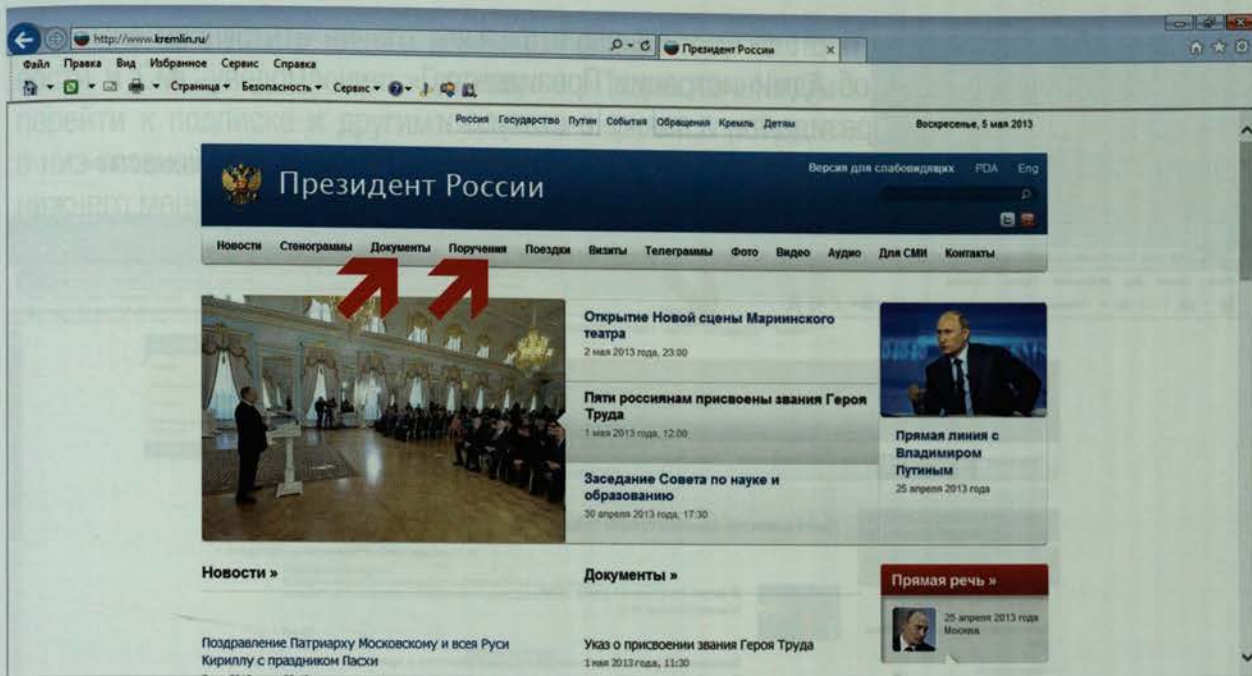 http://www.kremlin.ru/
Президент России
Файл Правка Вид Избранное Сервис Справка
Страница Безопасность Сервис
Россия Государство Путин События Обращения Кремль Детям
Воскресенье, 5 мая 2013
Версия для слабовидящих PDA Eng
Президент России
Новости Стенограммы Документы Поручения Поездки Визиты Телеграммы Фото Видео Аудио Для СМИ Контакты
Открытие Новой сцены Мариинского
театра
2 мая 2013 года, 23:00
Пяти россиянам присвоены звания Героя
Труда
1 мая 2013 года, 12:00
Заседание Совета по науке и
образованию
30 апреля 2013 года, 17:30
Прямая линия с
Владимиром
Путиным
25 апреля 2013 года
Новости »
Поздравление Патриарху Московскому и всея Руси
Кириллу с праздником Пасхи
Документы »
Указ о присвоении звания Героя Труда
1 мая 2013 года, 11:30
Прямая речь »
25 апреля 2013 года
Москва